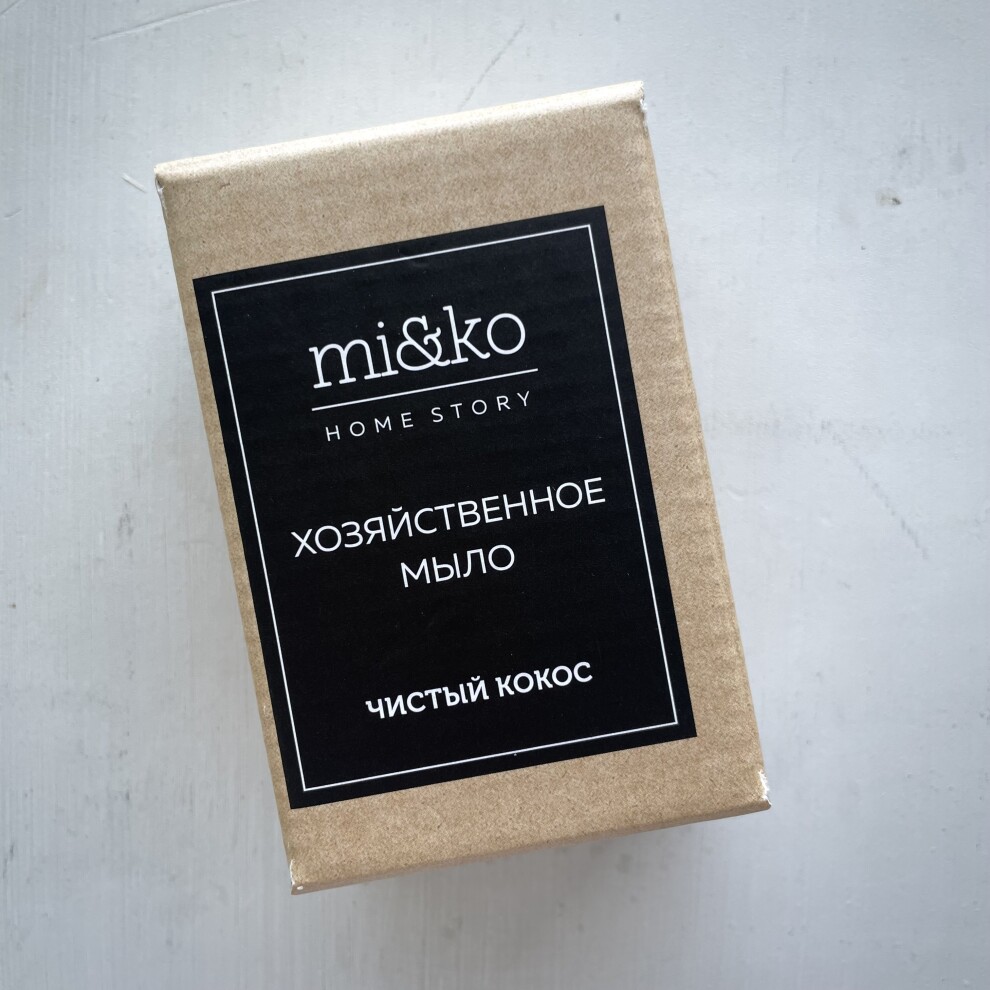 mi&ko
HOME STORY
ХОЗЯЙСТВЕННОЕ
МЫЛО
ЧИСТЫЙ КОКОС